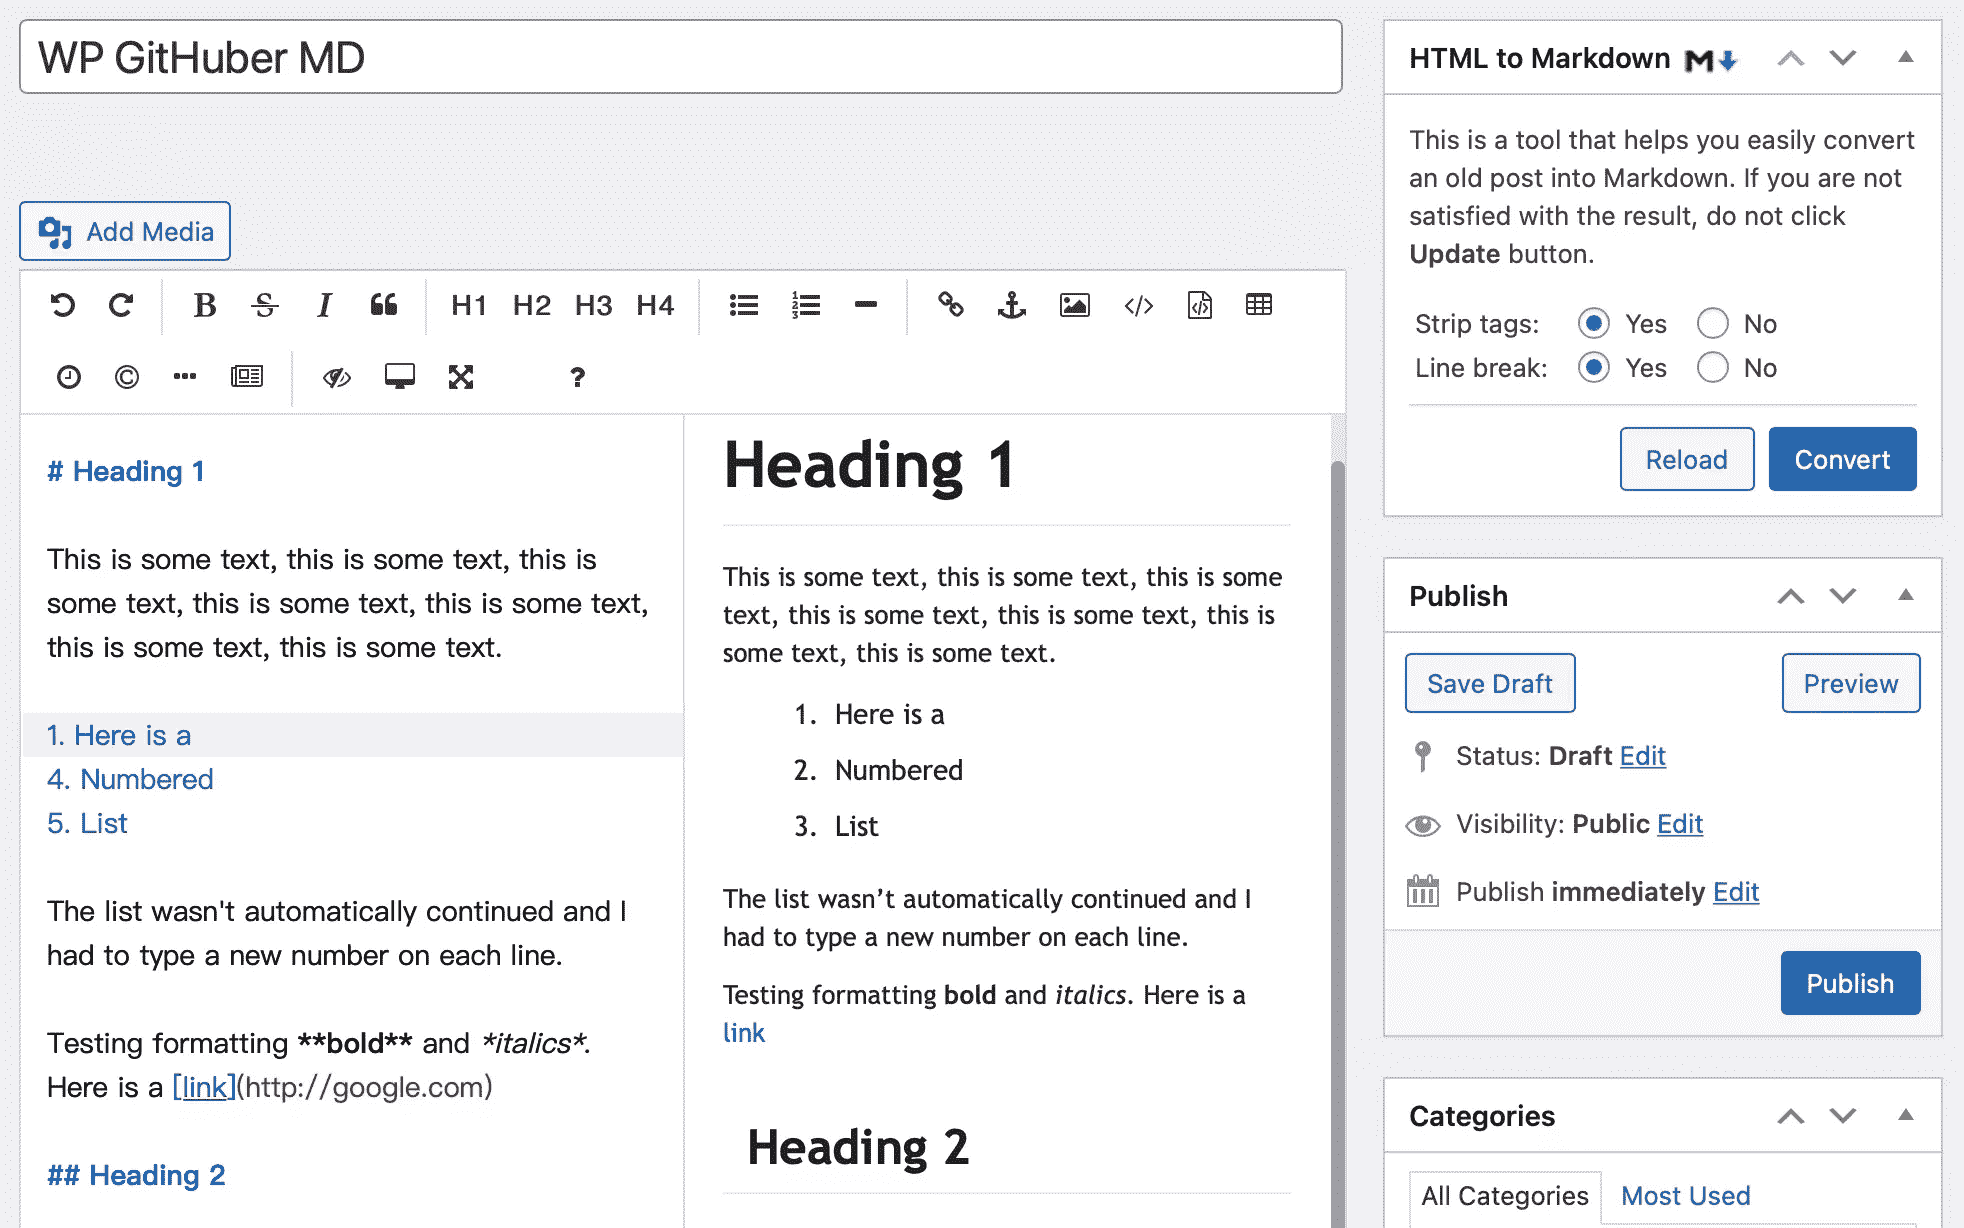 WP GitHuber MD
Add Media
B S I H1 H2 H3 H4
?
# Heading 1
This is some text, this is some text, this is
some text, this is some text, this is some text,
this is some text, this is some text.
1. Here is a
4. Numbered
5. List
The list wasn't automatically continued and I
had to type a new number on each line.
Testing formatting **bold** and *italics*.
Here is a [link](http://google.com)
## Heading 2
Heading 1
This is some text, this is some text, this is some
text, this is some text, this is some text, this is
some text, this is some text.
1. Here is a
2. Numbered
3. List
The list wasn’t automatically continued and I
had to type a new number on each line.
Testing formatting bold and italics. Here is a
link
Heading 2
HTML to Markdown M
This is a tool that helps you easily convert
an old post into Markdown. If you are not
satisfied with the result, do not click
Update button.
Strip tags: Yes No
Line break: Yes No
Reload Convert
Publish
Save Draft Preview
Status: Draft Edit
Visibility: Public Edit
Publish immediately Edit
Publish
Categories
All Categories Most Used